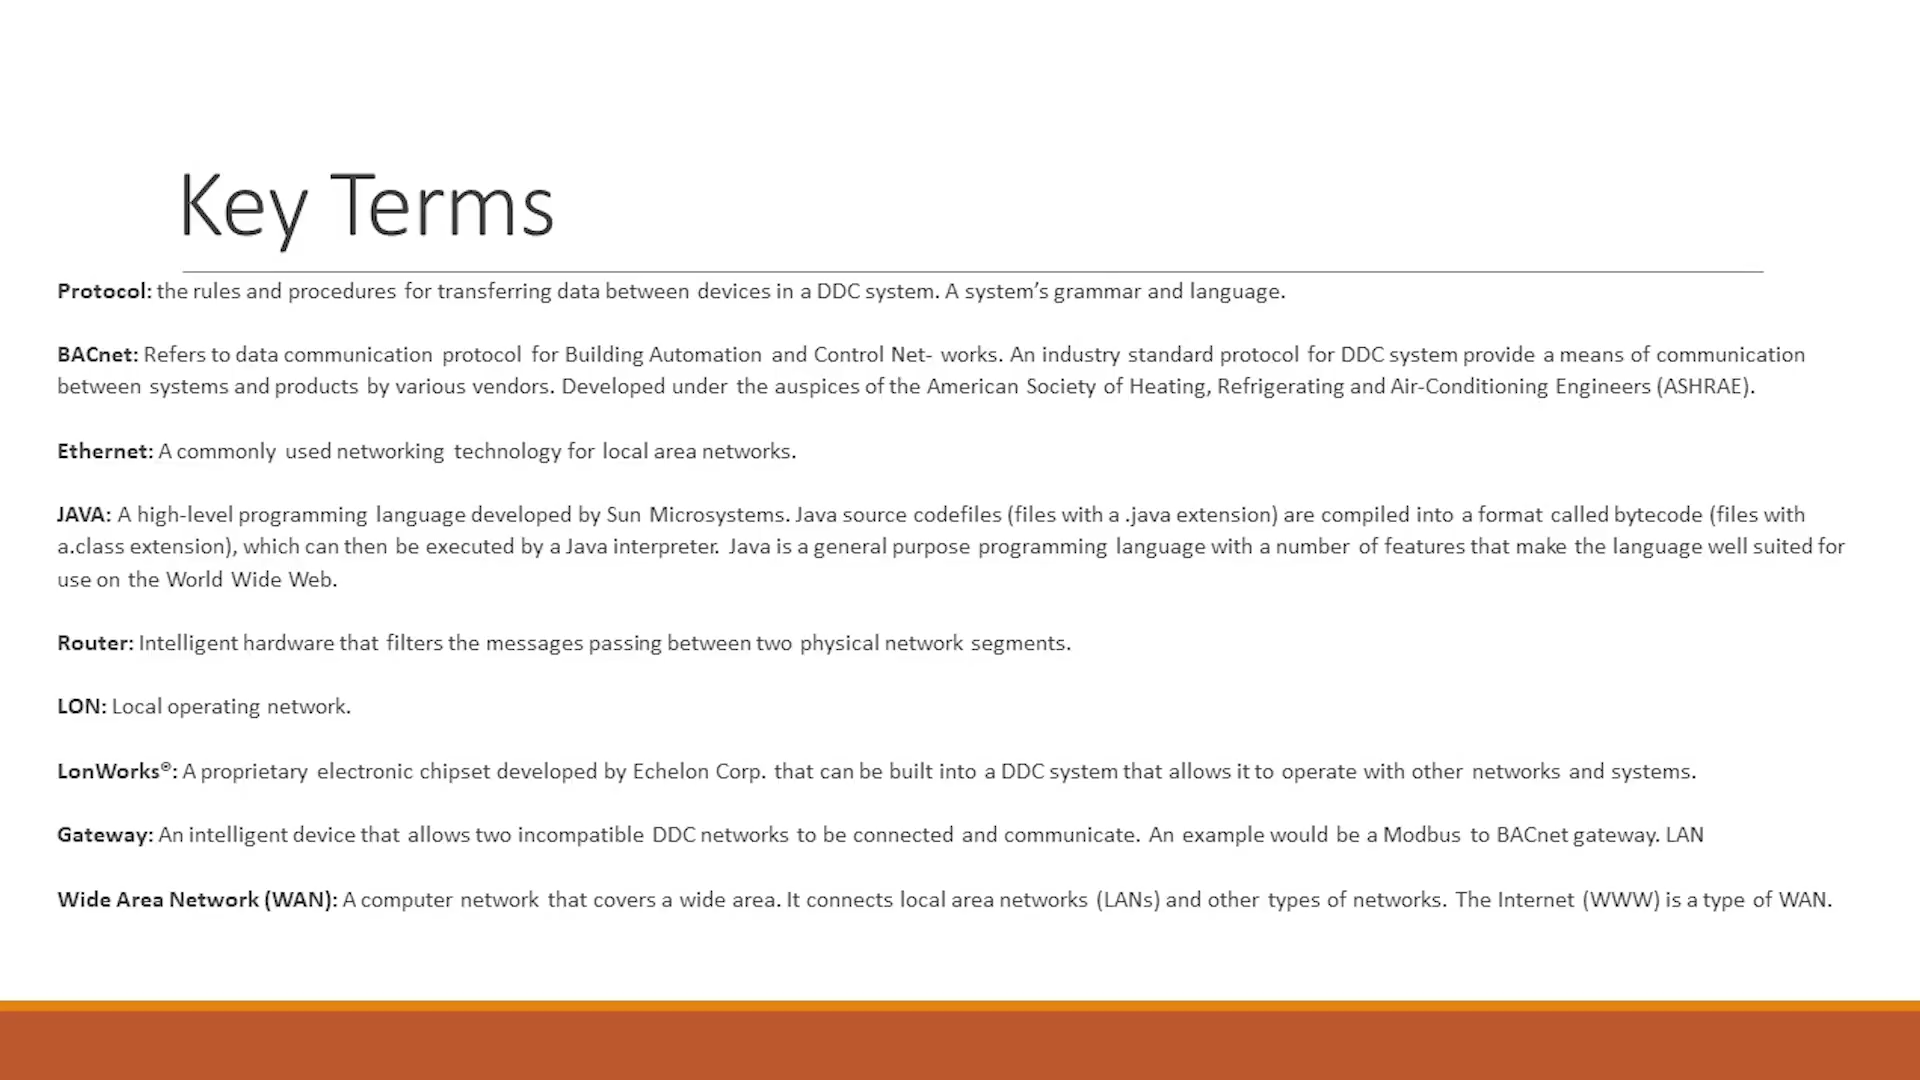 Key Terms
Protocol: the rules and procedures for transferring data between devices in a DDC system. A system’s grammar and language.
BACnet: Refers to data communication protocol for Building Automation and Control Net- works. An industry standard protocol for DDC system provide a means of communication
between systems and products by various vendors. Developed under the auspices of the American Society of Heating, Refrigerating and Air-Conditioning Engineers (ASHRAE).
Ethernet: A commonly used networking technology for local area networks.
JAVA: A high-level programming language developed by Sun Microsystems. Java source codefiles (files with a .java extension) are compiled into a format called bytecode (files with
a.class extension), which can then be executed by a Java interpreter. Java is a general purpose programming language with a number of features that make the language well suited for
use on the World Wide Web.
Router: Intelligent hardware that filters the messages passing between two physical network segments.
LON: Local operating network.
LonWorks®: A proprietary electronic chipset developed by Echelon Corp. that can be built into a DDC system that allows it to operate with other networks and systems.
Gateway: An intelligent device that allows two incompatible DDC networks to be connected and communicate. An example would be a Modbus to BACnet gateway. LAN
Wide Area Network (WAN): A computer network that covers a wide area. It connects local area networks (LANs) and other types of networks. The Internet (WWW) is a type of WAN.